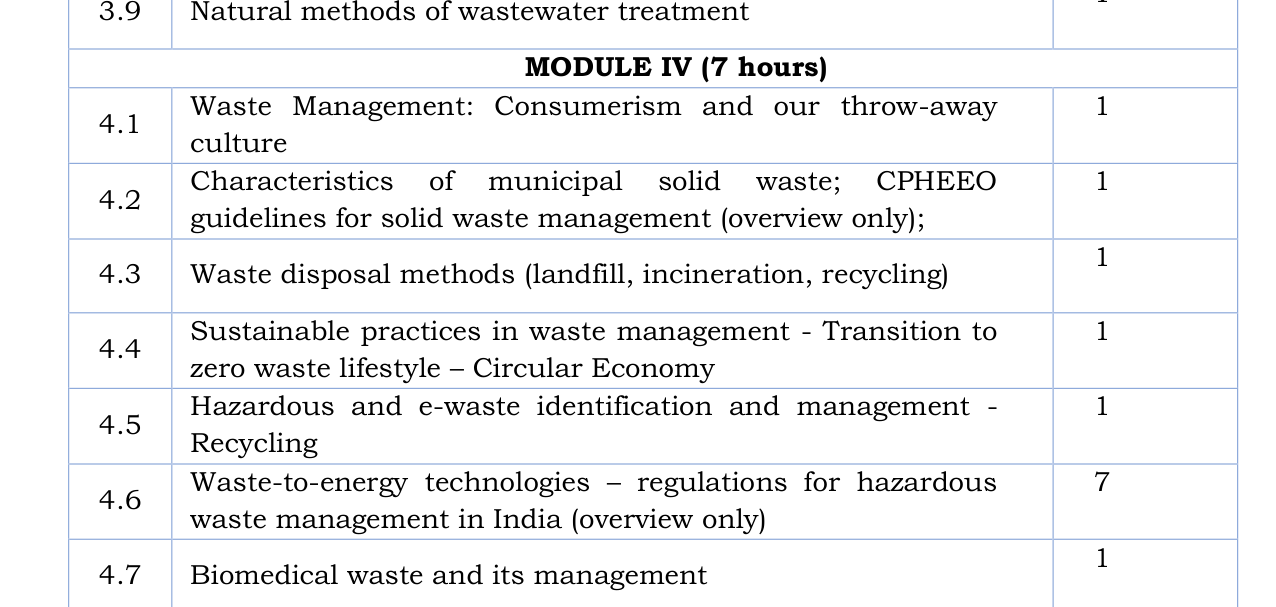 3.9 Natural methods of wastewater treatment
MODULE IV (7 hours)
4.1 Waste Management: Consumerism and our throw-away 1
culture
4.2 Characteristics of municipal solid waste; CPHEEO 1
guidelines for solid waste management (overview only);
4.3 Waste disposal methods (landfill, incineration, recycling) 1
4.4 Sustainable practices in waste management - Transition to 1
zero waste lifestyle – Circular Economy
4.5 Hazardous and e-waste identification and management - 1
Recycling
4.6 Waste-to-energy technologies – regulations for hazardous 7
waste management in India (overview only)
4.7 Biomedical waste and its management 1